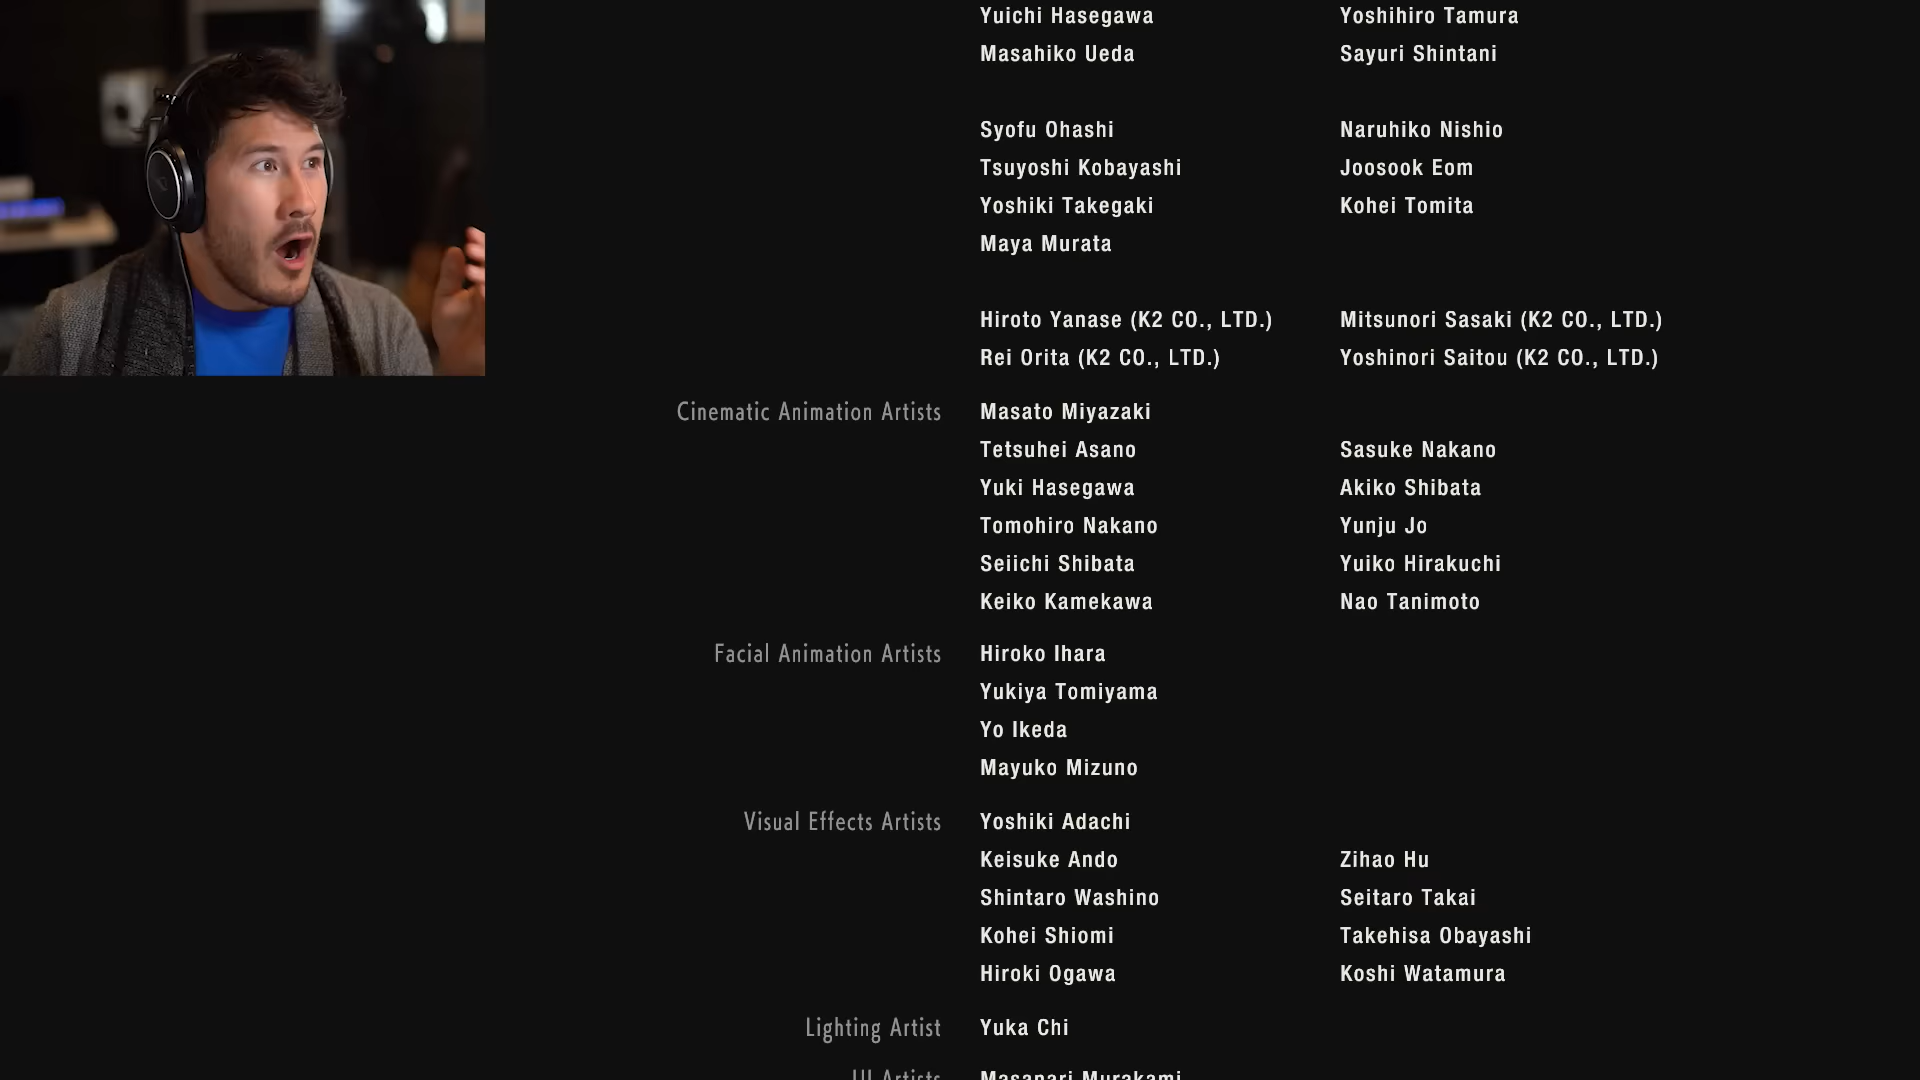 Yuichi Hasegawa Yoshihiro Tamura
Masahiko Ueda Sayuri Shintani
Syofu Ohashi Naruhiko Nishio
Tsuyoshi Kobayashi Joosook Eom
Yoshiki Takegaki Kohei Tomita
Maya Murata
Hiroto Yanase (K2 CO., LTD.) Mitsunori Sasaki (K2 CO., LTD.)
Rei Orita (K2 CO., LTD.) Yoshinori Saitou (K2 CO., LTD.)
Cinematic Animation Artists Masato Miyazaki
Tetsuhei Asano Sasuke Nakano
Yuki Hasegawa Akiko Shibata
Tomohiro Nakano Yunju Jo
Seiichi Shibata Yuiko Hirakuchi
Keiko Kamekawa Nao Tanimoto
Facial Animation Artists Hiroko Ihara
Yukiya Tomiyama
Yo Ikeda
Mayuko Mizuno
Visual Effects Artists Yoshiki Adachi
Keisuke Ando Zihao Hu
Shintaro Washino Seitaro Takai
Kohei Shiomi Takehisa Obayashi
Hiroki Ogawa Koshi Watamura
Lighting Artist Yuka Chi
UI Artists Masanari Murakami